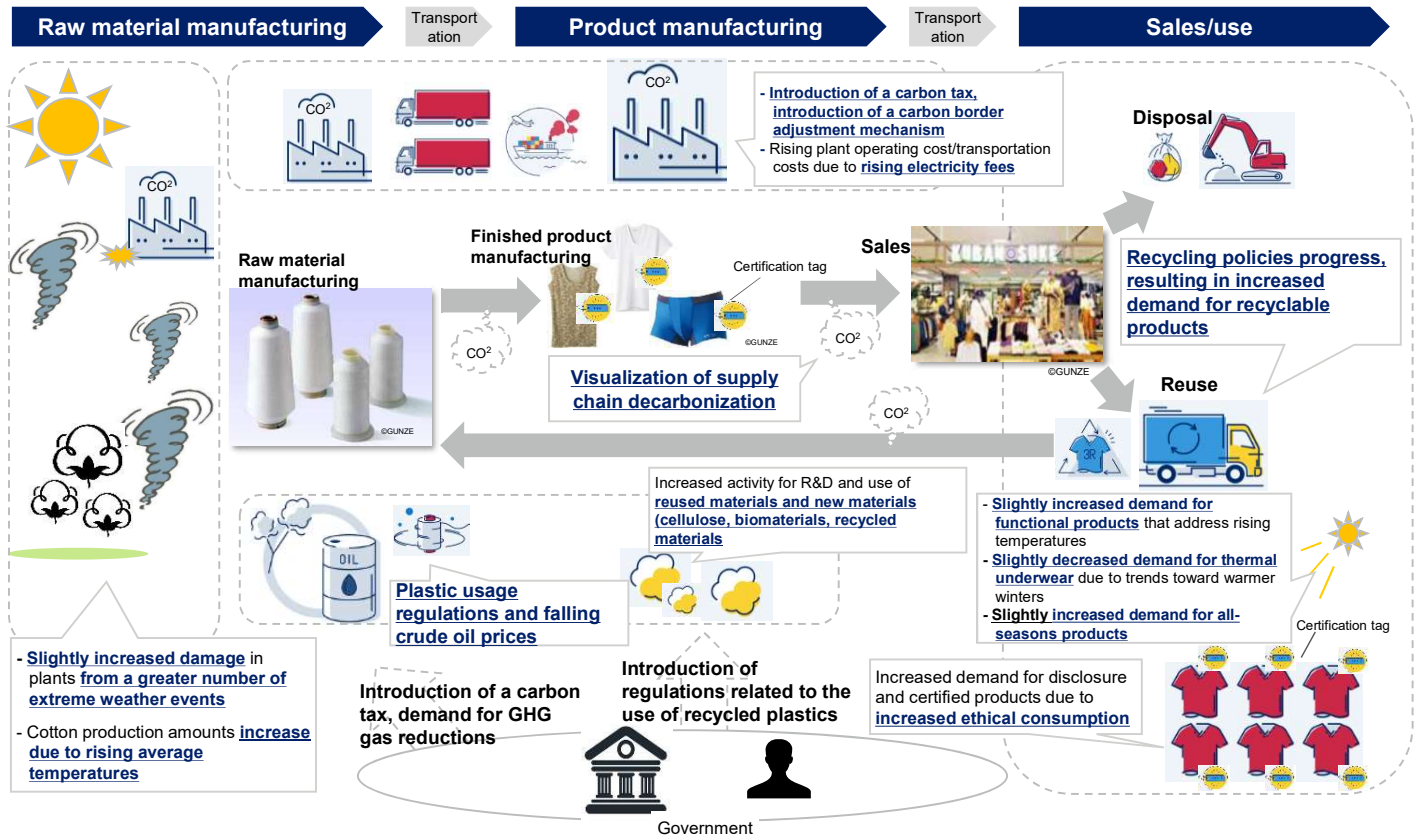 Raw material manufacturing
Transport
ation
Product manufacturing
Transport
ation
Sales/use
CO²
CO²
- Introduction of a carbon tax,
introduction of a carbon border
adjustment mechanism
- Rising plant operating cost/transportation
costs due to rising electricity fees
Disposal
CO²
Raw material
manufacturing
Finished product
manufacturing
Certification tag
Sales
Recycling policies progress,
resulting in increased
demand for recyclable
products
CO²
©GUNZE
CO²
©GUNZE
Visualization of supply
chain decarbonization
©GUNZE
CO²
Reuse
3R
Increased activity for R&D and use of
reused materials and new materials
(cellulose, biomaterials, recycled
materials
OIL
Plastic usage
regulations and falling
crude oil prices
- Slightly increased demand for
functional products that address rising
temperatures
- Slightly decreased demand for thermal
underwear due to trends toward warmer
winters
- Slightly increased demand for all-
seasons products
Certification tag
- Slightly increased damage in
plants from a greater number of
extreme weather events
- Cotton production amounts increase
due to rising average
temperatures
Introduction of a carbon
tax, demand for GHG
gas reductions
Introduction of
regulations related to the
use of recycled plastics
Increased demand for disclosure
and certified products due to
increased ethical consumption
Government